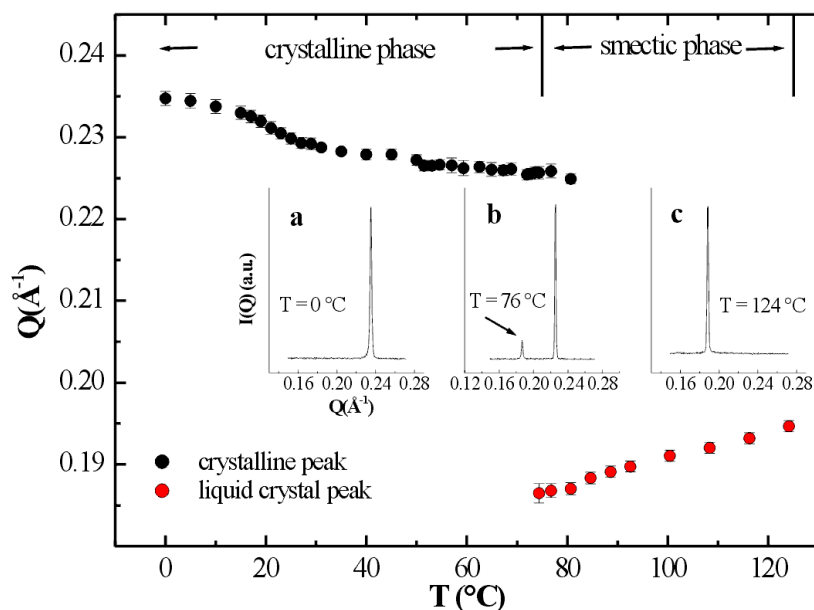 crystalline phase smectic phase
0.24
0.23
0.22
0.21
0.20
0.19
Q(Å⁻¹)
a
T = 0 °C
I(Q) (a.u.)
0.16 0.20 0.24 0.28
Q(Å⁻¹)
b
T = 76 °C
0.12 0.16 0.20 0.24 0.28
c
T = 124 °C
0.16 0.20 0.24 0.28
crystalline peak
liquid crystal peak
0 20 40 60 80 100 120
T (°C)